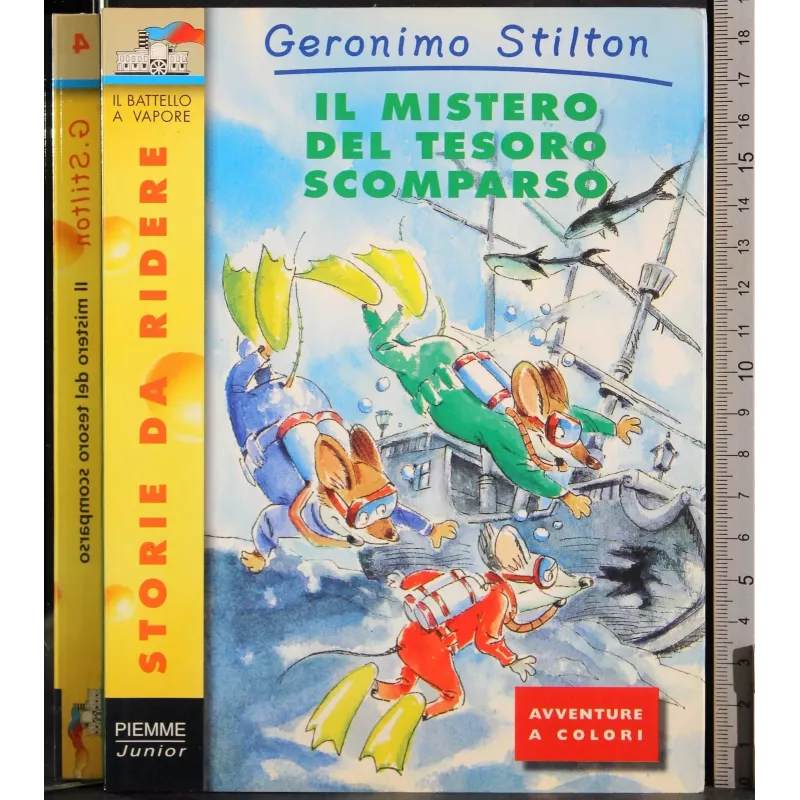 Geronimo Stilton
IL MISTERO
DEL TESORO
SCOMPARSO
IL BATTELLO
A VAPORE
STORIE DA RIDERE
PIEMME
Junior
AVVENTURE
A COLORI
4
G. Stilton
Il mistero del tesoro scomparso
18
17
16
15
14
13
12
11
10
9
8
7
6
5
4
3
2
1
0